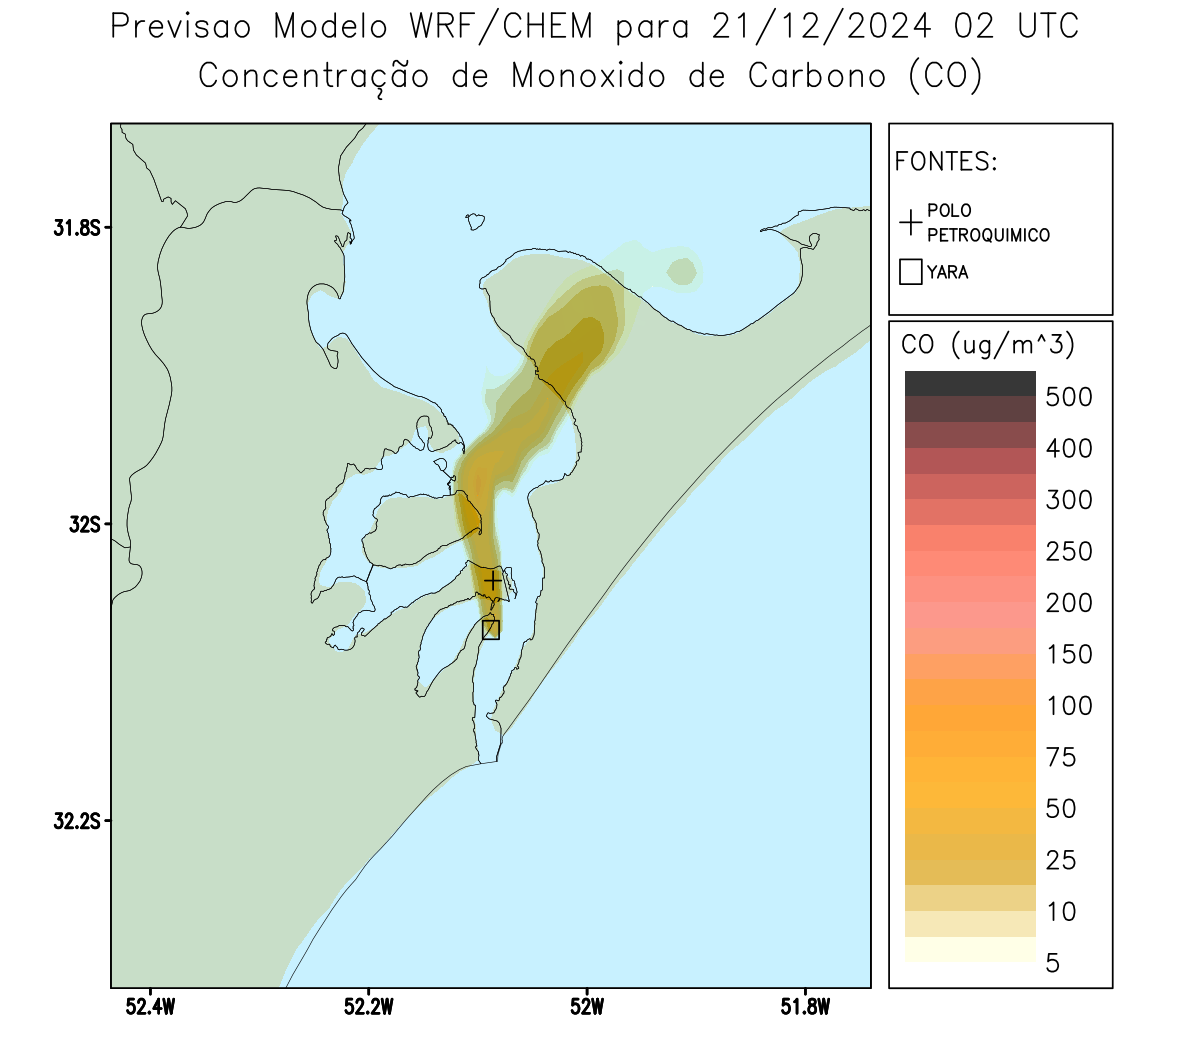 Previsao Modelo WRF/CHEM para 21/12/2024 02 UTC
Concentração de Monoxido de Carbono (CO)
FONTES:
POLO
PETROQUIMICO
YARA
CO (ug/m^3)
500
400
300
250
200
150
100
75
50
25
10
5
31.8S
32S
32.2S
52.4W
52.2W
52W
51.8W